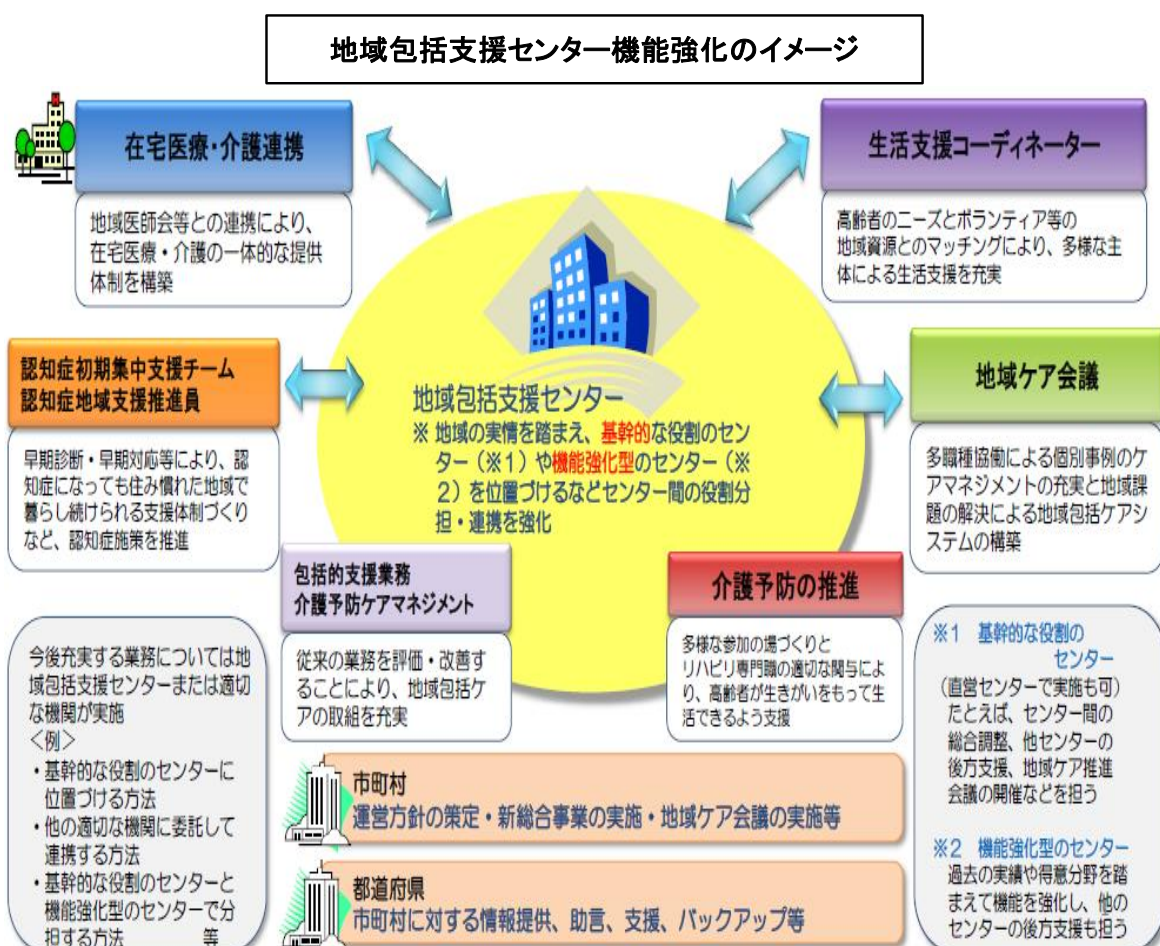 地域包括支援センター機能強化のイメージ
在宅医療・介護連携
地域医師会等との連携により、
在宅医療・介護の一体的な提供
体制を構築
生活支援コーディネーター
高齢者のニーズとボランティア等の
地域資源とのマッチングにより、多様な主
体による生活支援を充実
認知症初期集中支援チーム
認知症地域支援推進員
早期診断・早期対応等により、認
知症になっても住み慣れた地域で
暮らし続けられる支援体制づくり
など、認知症施策を推進
地域包括支援センター
※ 地域の実情を踏まえ、基幹的な役割のセン
ター（※１）や機能強化型のセンター（※
２）を位置づけるなどセンター間の役割分
担・連携を強化
地域ケア会議
多職種協働による個別事例のケ
アマネジメントの充実と地域課
題の解決による地域包括ケアシ
ステムの構築
包括的支援業務
介護予防ケアマネジメント
従来の業務を評価・改善す
ることにより、地域包括ケ
アの取組を充実
介護予防の推進
多様な参加の場づくりと
リハビリ専門職の適切な関与によ
り、高齢者が生きがいをもって生
活できるよう支援
今後充実する業務については地
域包括支援センターまたは適切
な機関が実施
＜例＞
・基幹的な役割のセンターに
位置づける方法
・他の適切な機関に委託して
連携する方法
・基幹的な役割のセンターと
機能強化型のセンターで分
担する方法 等
市町村
運営方針の策定・新総合事業の実施・地域ケア会議の実施等
都道府県
市町村に対する情報提供、助言、支援、バックアップ等
※１ 基幹的な役割の
センター
（直営センターで実施も可）
たとえば、センター間の
総合調整、他センターの
後方支援、地域ケア推進
会議の開催などを担う
※２ 機能強化型のセンター
過去の実績や得意分野を踏
まえて機能を強化し、他の
センターの後方支援も担う